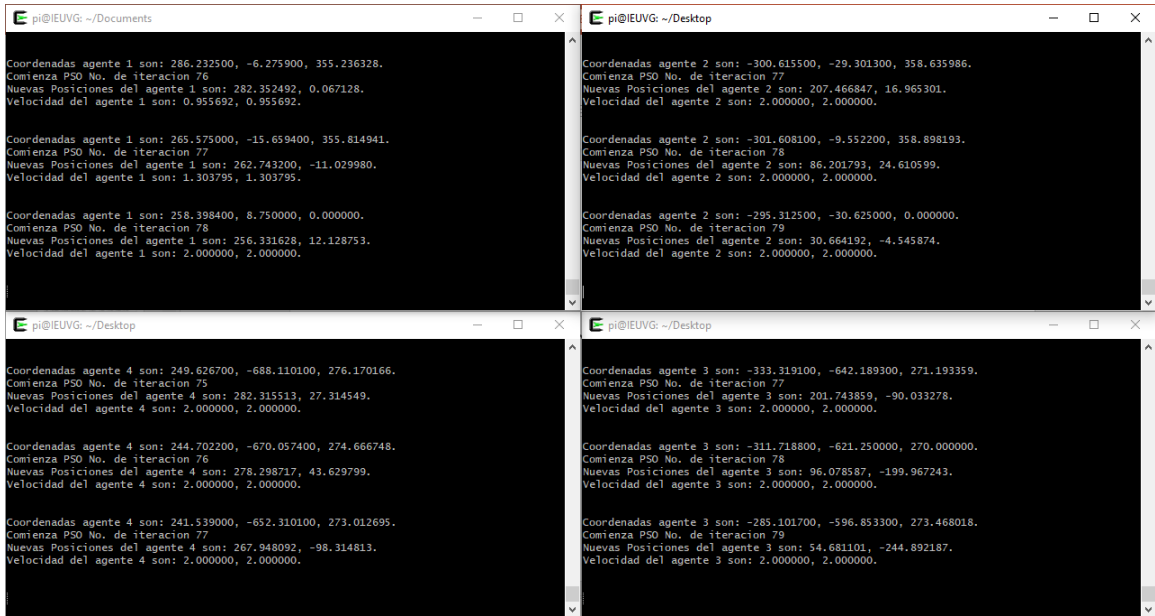 pi@IEUVG: ~/Documents
Coordenadas agente 1 son: 286.232500, -6.275900, 355.236328.
Comienza PSO No. de iteracion 76
Nuevas Posiciones del agente 1 son: 282.352492, 0.067128.
Velocidad del agente 1 son: 0.955692, 0.955692.
Coordenadas agente 1 son: 265.575000, -15.659400, 355.814941.
Comienza PSO No. de iteracion 77
Nuevas Posiciones del agente 1 son: 262.743200, -11.029980.
Velocidad del agente 1 son: 1.303795, 1.303795.
Coordenadas agente 1 son: 258.398400, 8.750000, 0.000000.
Comienza PSO No. de iteracion 78
Nuevas Posiciones del agente 1 son: 256.331628, 12.128753.
Velocidad del agente 1 son: 2.000000, 2.000000.
pi@IEUVG: ~/Desktop
Coordenadas agente 2 son: -300.615500, -29.301300, 358.635986.
Comienza PSO No. de iteracion 77
Nuevas Posiciones del agente 2 son: 207.466847, 16.965301.
Velocidad del agente 2 son: 2.000000, 2.000000.
Coordenadas agente 2 son: -301.608100, -9.552200, 358.898193.
Comienza PSO No. de iteracion 78
Nuevas Posiciones del agente 2 son: 86.201793, 24.610599.
Velocidad del agente 2 son: 2.000000, 2.000000.
Coordenadas agente 2 son: -295.312500, -30.625000, 0.000000.
Comienza PSO No. de iteracion 79
Nuevas Posiciones del agente 2 son: 30.664192, -4.545874.
Velocidad del agente 2 son: 2.000000, 2.000000.
pi@IEUVG: ~/Desktop
Coordenadas agente 4 son: 249.626700, -688.110100, 276.170166.
Comienza PSO No. de iteracion 75
Nuevas Posiciones del agente 4 son: 282.315513, 27.314549.
Velocidad del agente 4 son: 2.000000, 2.000000.
Coordenadas agente 4 son: 244.702200, -670.057400, 274.666748.
Comienza PSO No. de iteracion 76
Nuevas Posiciones del agente 4 son: 278.298717, 43.629799.
Velocidad del agente 4 son: 2.000000, 2.000000.
Coordenadas agente 4 son: 241.539000, -652.310100, 273.012695.
Comienza PSO No. de iteracion 77
Nuevas Posiciones del agente 4 son: 267.948092, -98.314813.
Velocidad del agente 4 son: 2.000000, 2.000000.
pi@IEUVG: ~/Desktop
Coordenadas agente 3 son: -333.319100, -642.189300, 271.193359.
Comienza PSO No. de iteracion 77
Nuevas Posiciones del agente 3 son: 201.743859, -90.033278.
Velocidad del agente 3 son: 2.000000, 2.000000.
Coordenadas agente 3 son: -311.718800, -621.250000, 270.000000.
Comienza PSO No. de iteracion 78
Nuevas Posiciones del agente 3 son: 96.078587, -199.967243.
Velocidad del agente 3 son: 2.000000, 2.000000.
Coordenadas agente 3 son: -285.101700, -596.853300, 273.468018.
Comienza PSO No. de iteracion 79
Nuevas Posiciones del agente 3 son: 54.681101, -244.892187.
Velocidad del agente 3 son: 2.000000, 2.000000.